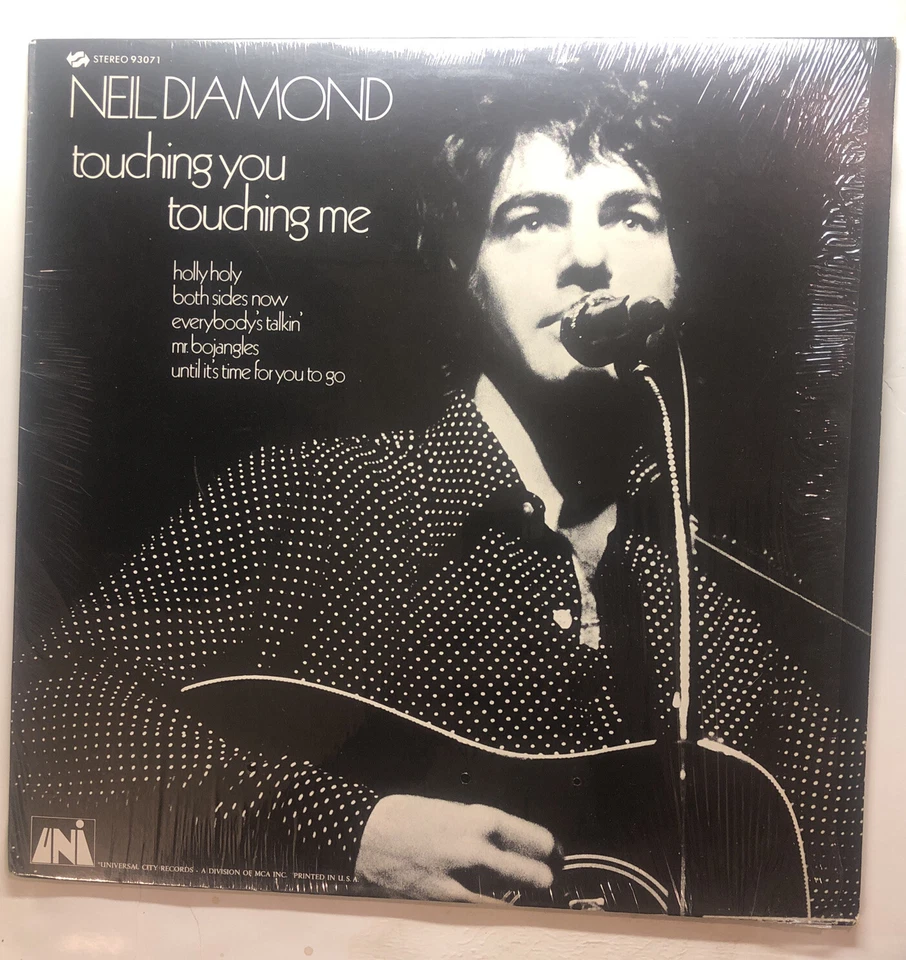 STEREO 93071
NEIL DIAMOND
touching you
touching me
holly holy
both sides now
everybody's talkin'
mr. bojangles
until it's time for you to go
UNI
"UNIVERSAL CITY RECORDS - A DIVISION OF MCA INC. PRINTED IN U.S.A